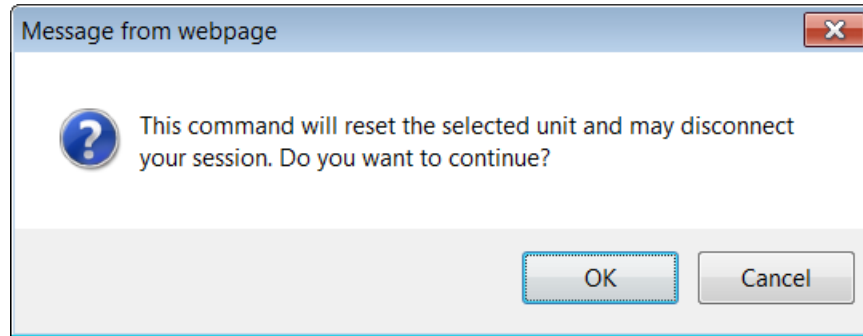 Message from webpage
This command will reset the selected unit and may disconnect
your session. Do you want to continue?
OK
Cancel